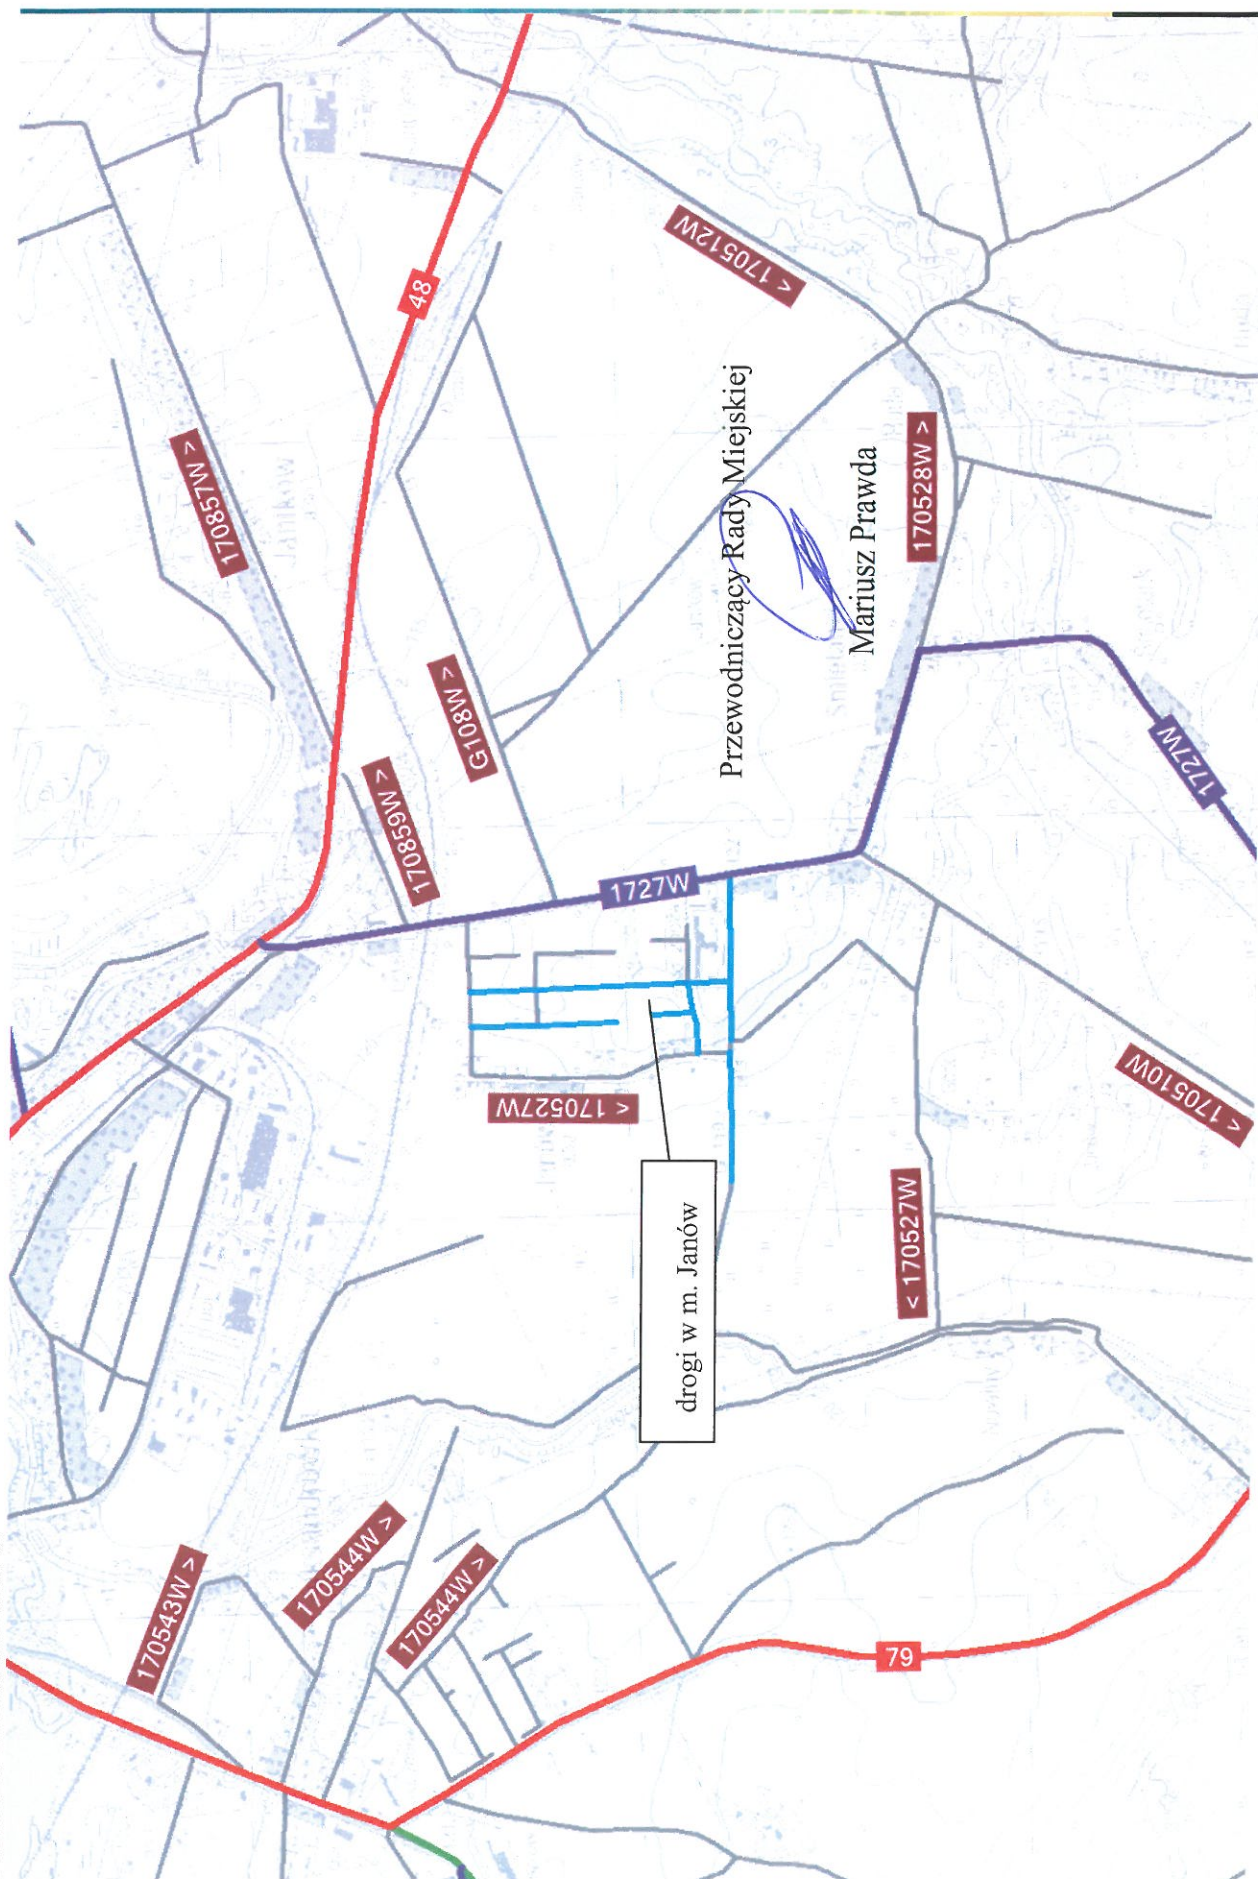 48
< 170512W
170857W >
Przewodniczący Rady Miejskiej
Mariusz Prawda
170528W >
G108W >
170859W >
1727W
1727W
< 170527W
< 170510W
drogi w m. Janów
< 170527W
170543W >
170544W >
170544W >
79